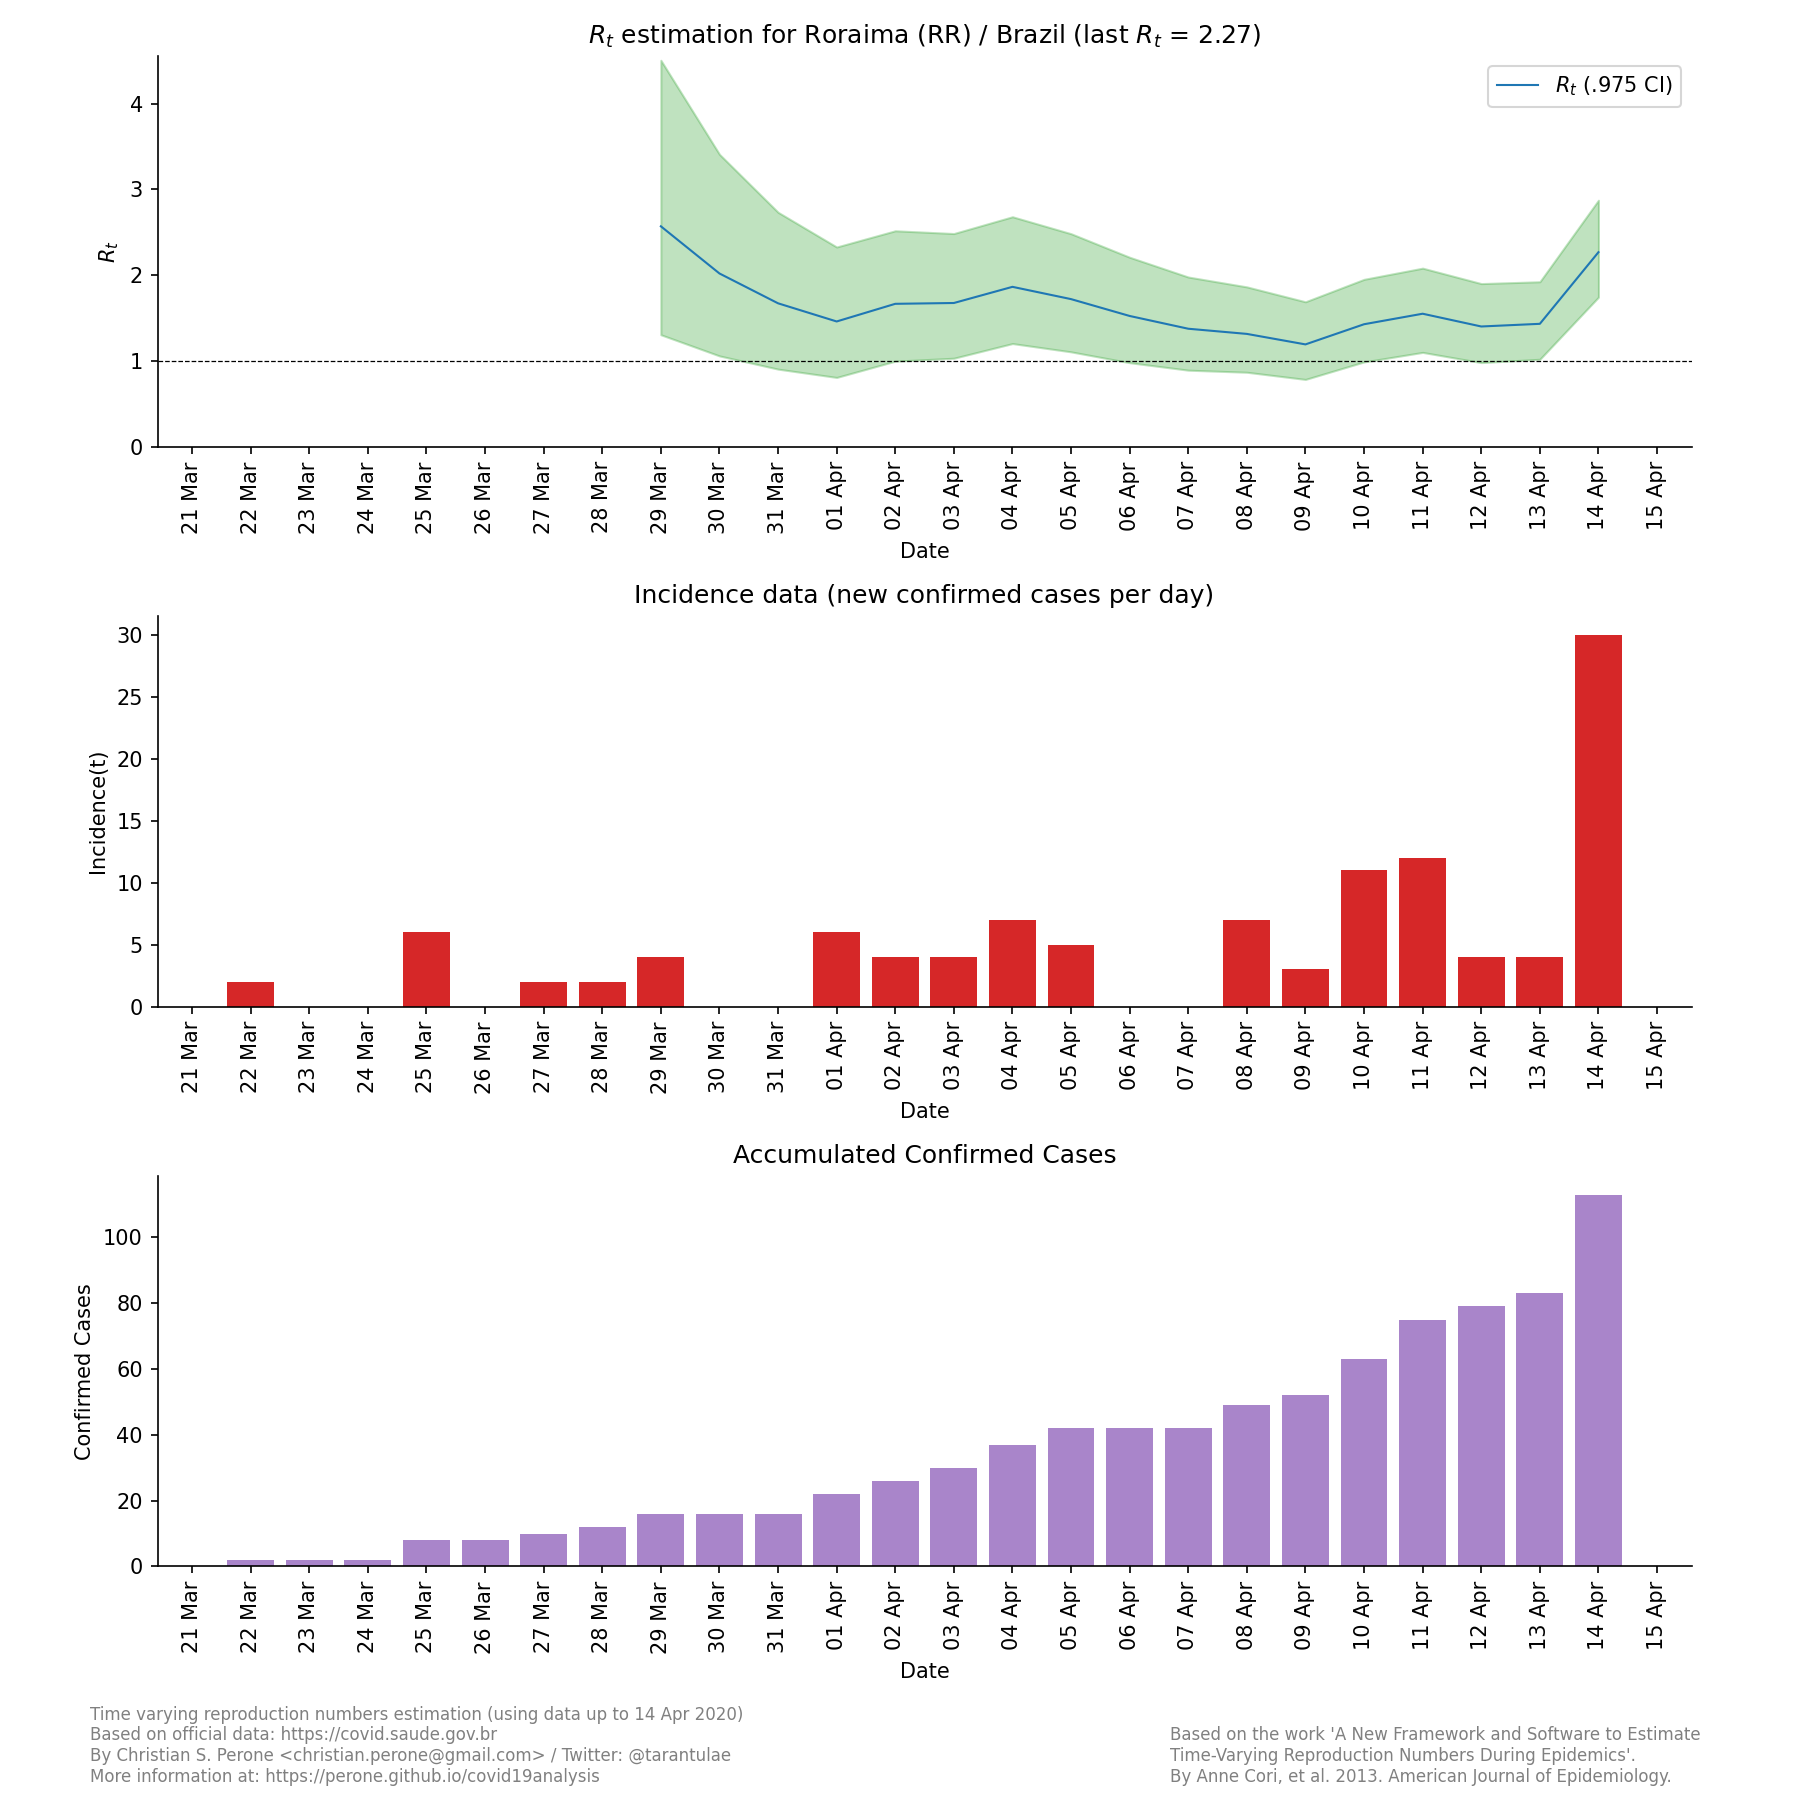 Rt estimation for Roraima (RR) / Brazil (last Rt = 2.27)
Rt (.975 CI)
Rt
4
3
2
1
0
21 Mar 22 Mar 23 Mar 24 Mar 25 Mar 26 Mar 27 Mar 28 Mar 29 Mar 30 Mar 31 Mar 01 Apr 02 Apr 03 Apr 04 Apr 05 Apr 06 Apr 07 Apr 08 Apr 09 Apr 10 Apr 11 Apr 12 Apr 13 Apr 14 Apr 15 Apr
Date
Incidence data (new confirmed cases per day)
Incidence(t)
30
25
20
15
10
5
0
21 Mar 22 Mar 23 Mar 24 Mar 25 Mar 26 Mar 27 Mar 28 Mar 29 Mar 30 Mar 31 Mar 01 Apr 02 Apr 03 Apr 04 Apr 05 Apr 06 Apr 07 Apr 08 Apr 09 Apr 10 Apr 11 Apr 12 Apr 13 Apr 14 Apr 15 Apr
Date
Accumulated Confirmed Cases
Confirmed Cases
100
80
60
40
20
0
21 Mar 22 Mar 23 Mar 24 Mar 25 Mar 26 Mar 27 Mar 28 Mar 29 Mar 30 Mar 31 Mar 01 Apr 02 Apr 03 Apr 04 Apr 05 Apr 06 Apr 07 Apr 08 Apr 09 Apr 10 Apr 11 Apr 12 Apr 13 Apr 14 Apr 15 Apr
Date
Time varying reproduction numbers estimation (using data up to 14 Apr 2020)
Based on official data: https://covid.saude.gov.br
By Christian S. Perone <christian.perone@gmail.com> / Twitter: @tarantulae
More information at: https://perone.github.io/covid19analysis
Based on the work 'A New Framework and Software to Estimate
Time-Varying Reproduction Numbers During Epidemics'.
By Anne Cori, et al. 2013. American Journal of Epidemiology.